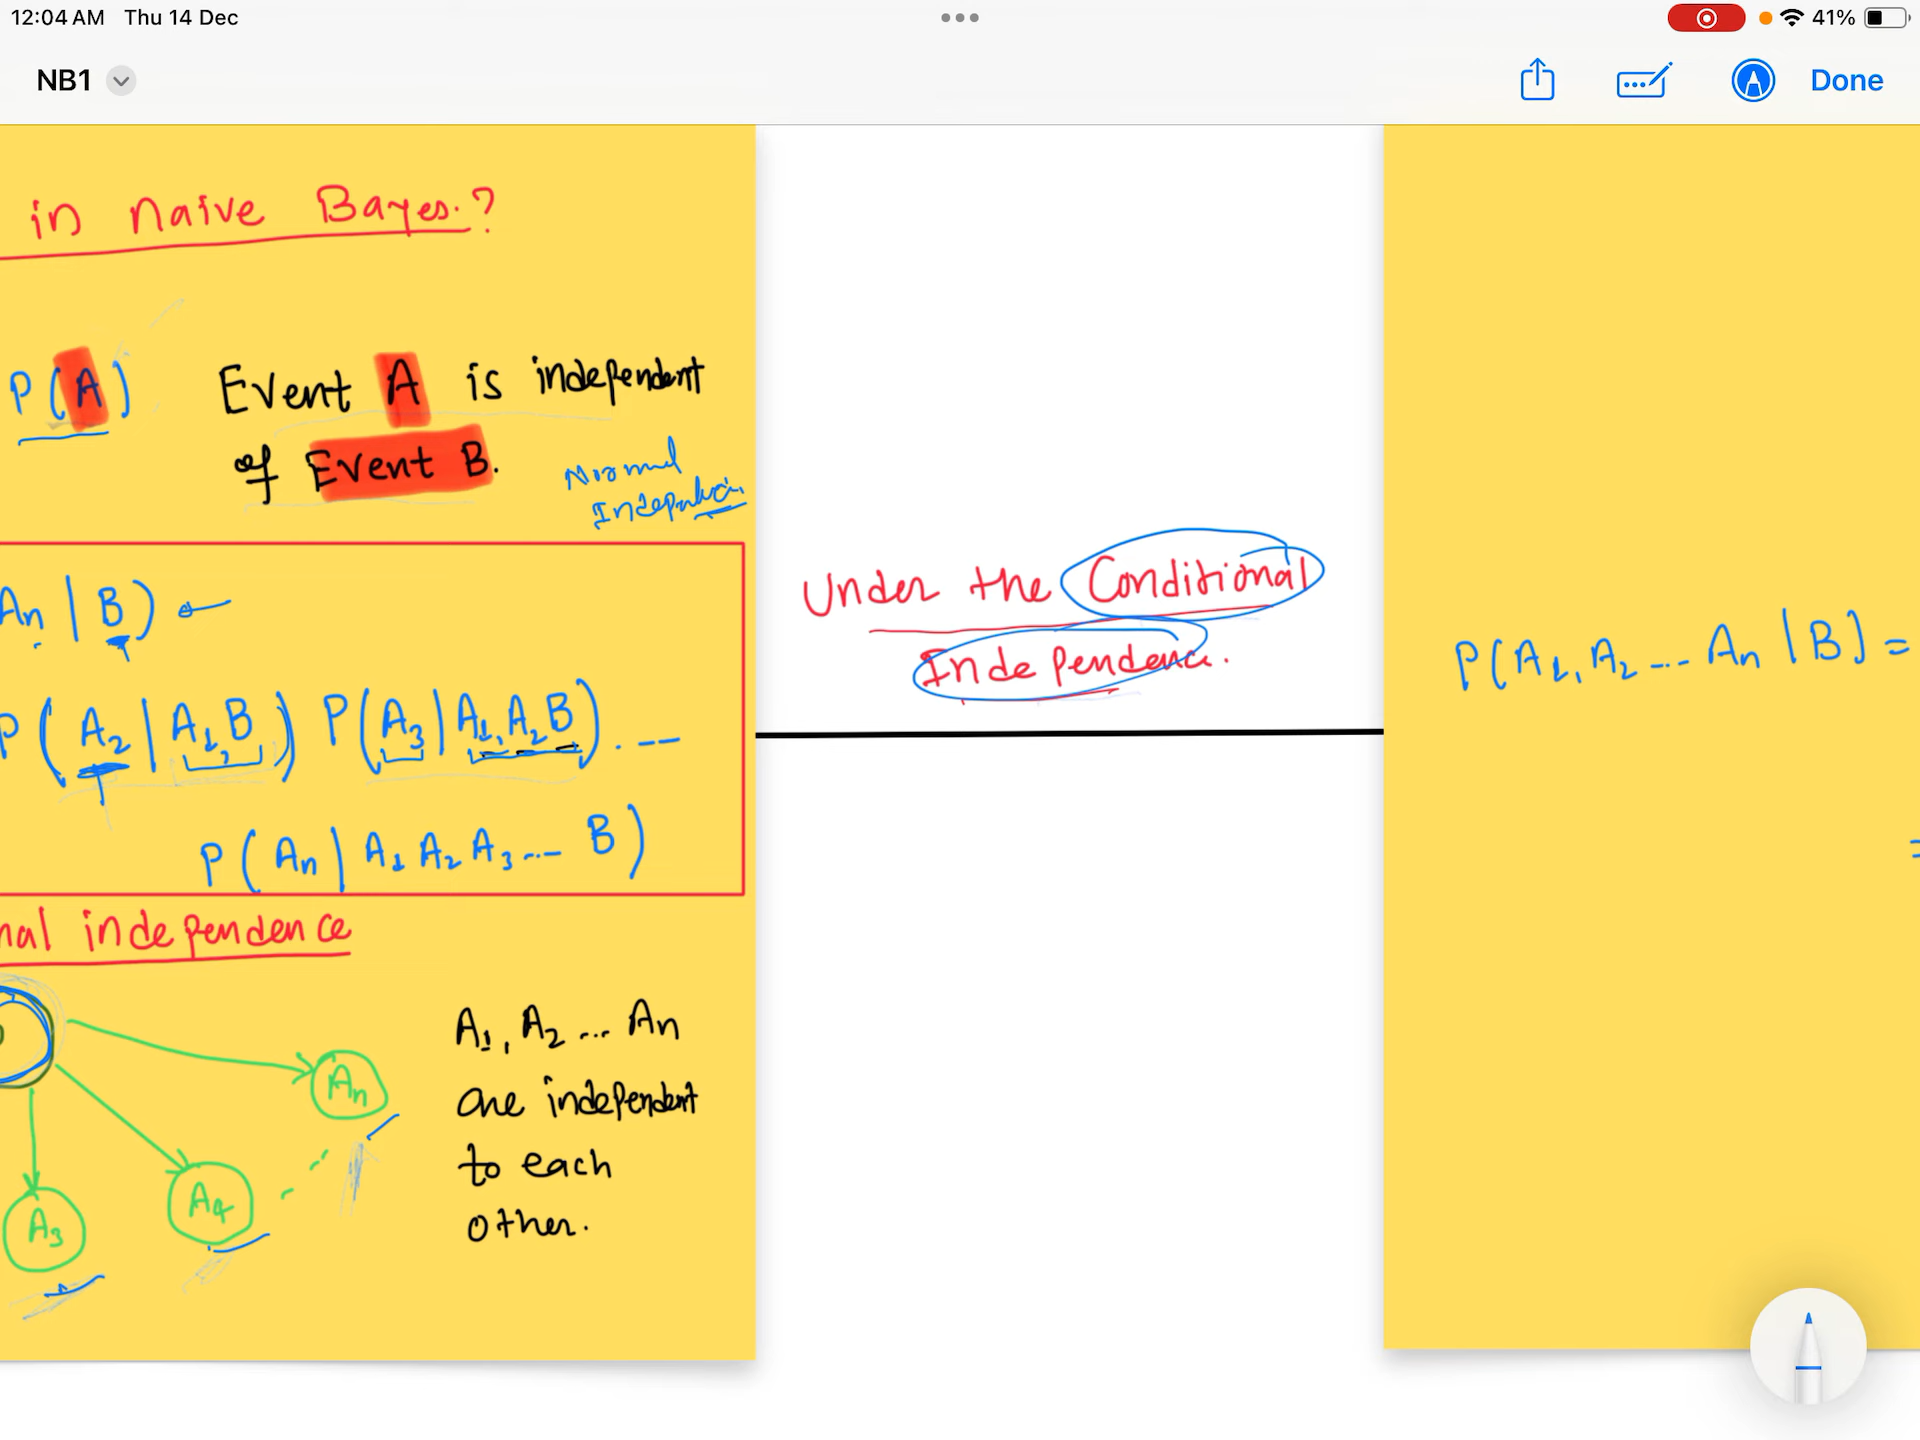 12:04 AM Thu 14 Dec
41%
NB1
Done
in naive Bayes.?
P(A)
Event A is independent
of Event B.
Normal
An | B) ←
P(A2 | A1, B) P(A3 | A1, A2 B) . --
P(An | A1 A2 A3 ... B)
nal independence
An
A4
A3
A1, A2 ... An
are independent
to each
other.
Under the Conditional
Independence.
P(A1, A2 ... An | B) =
=